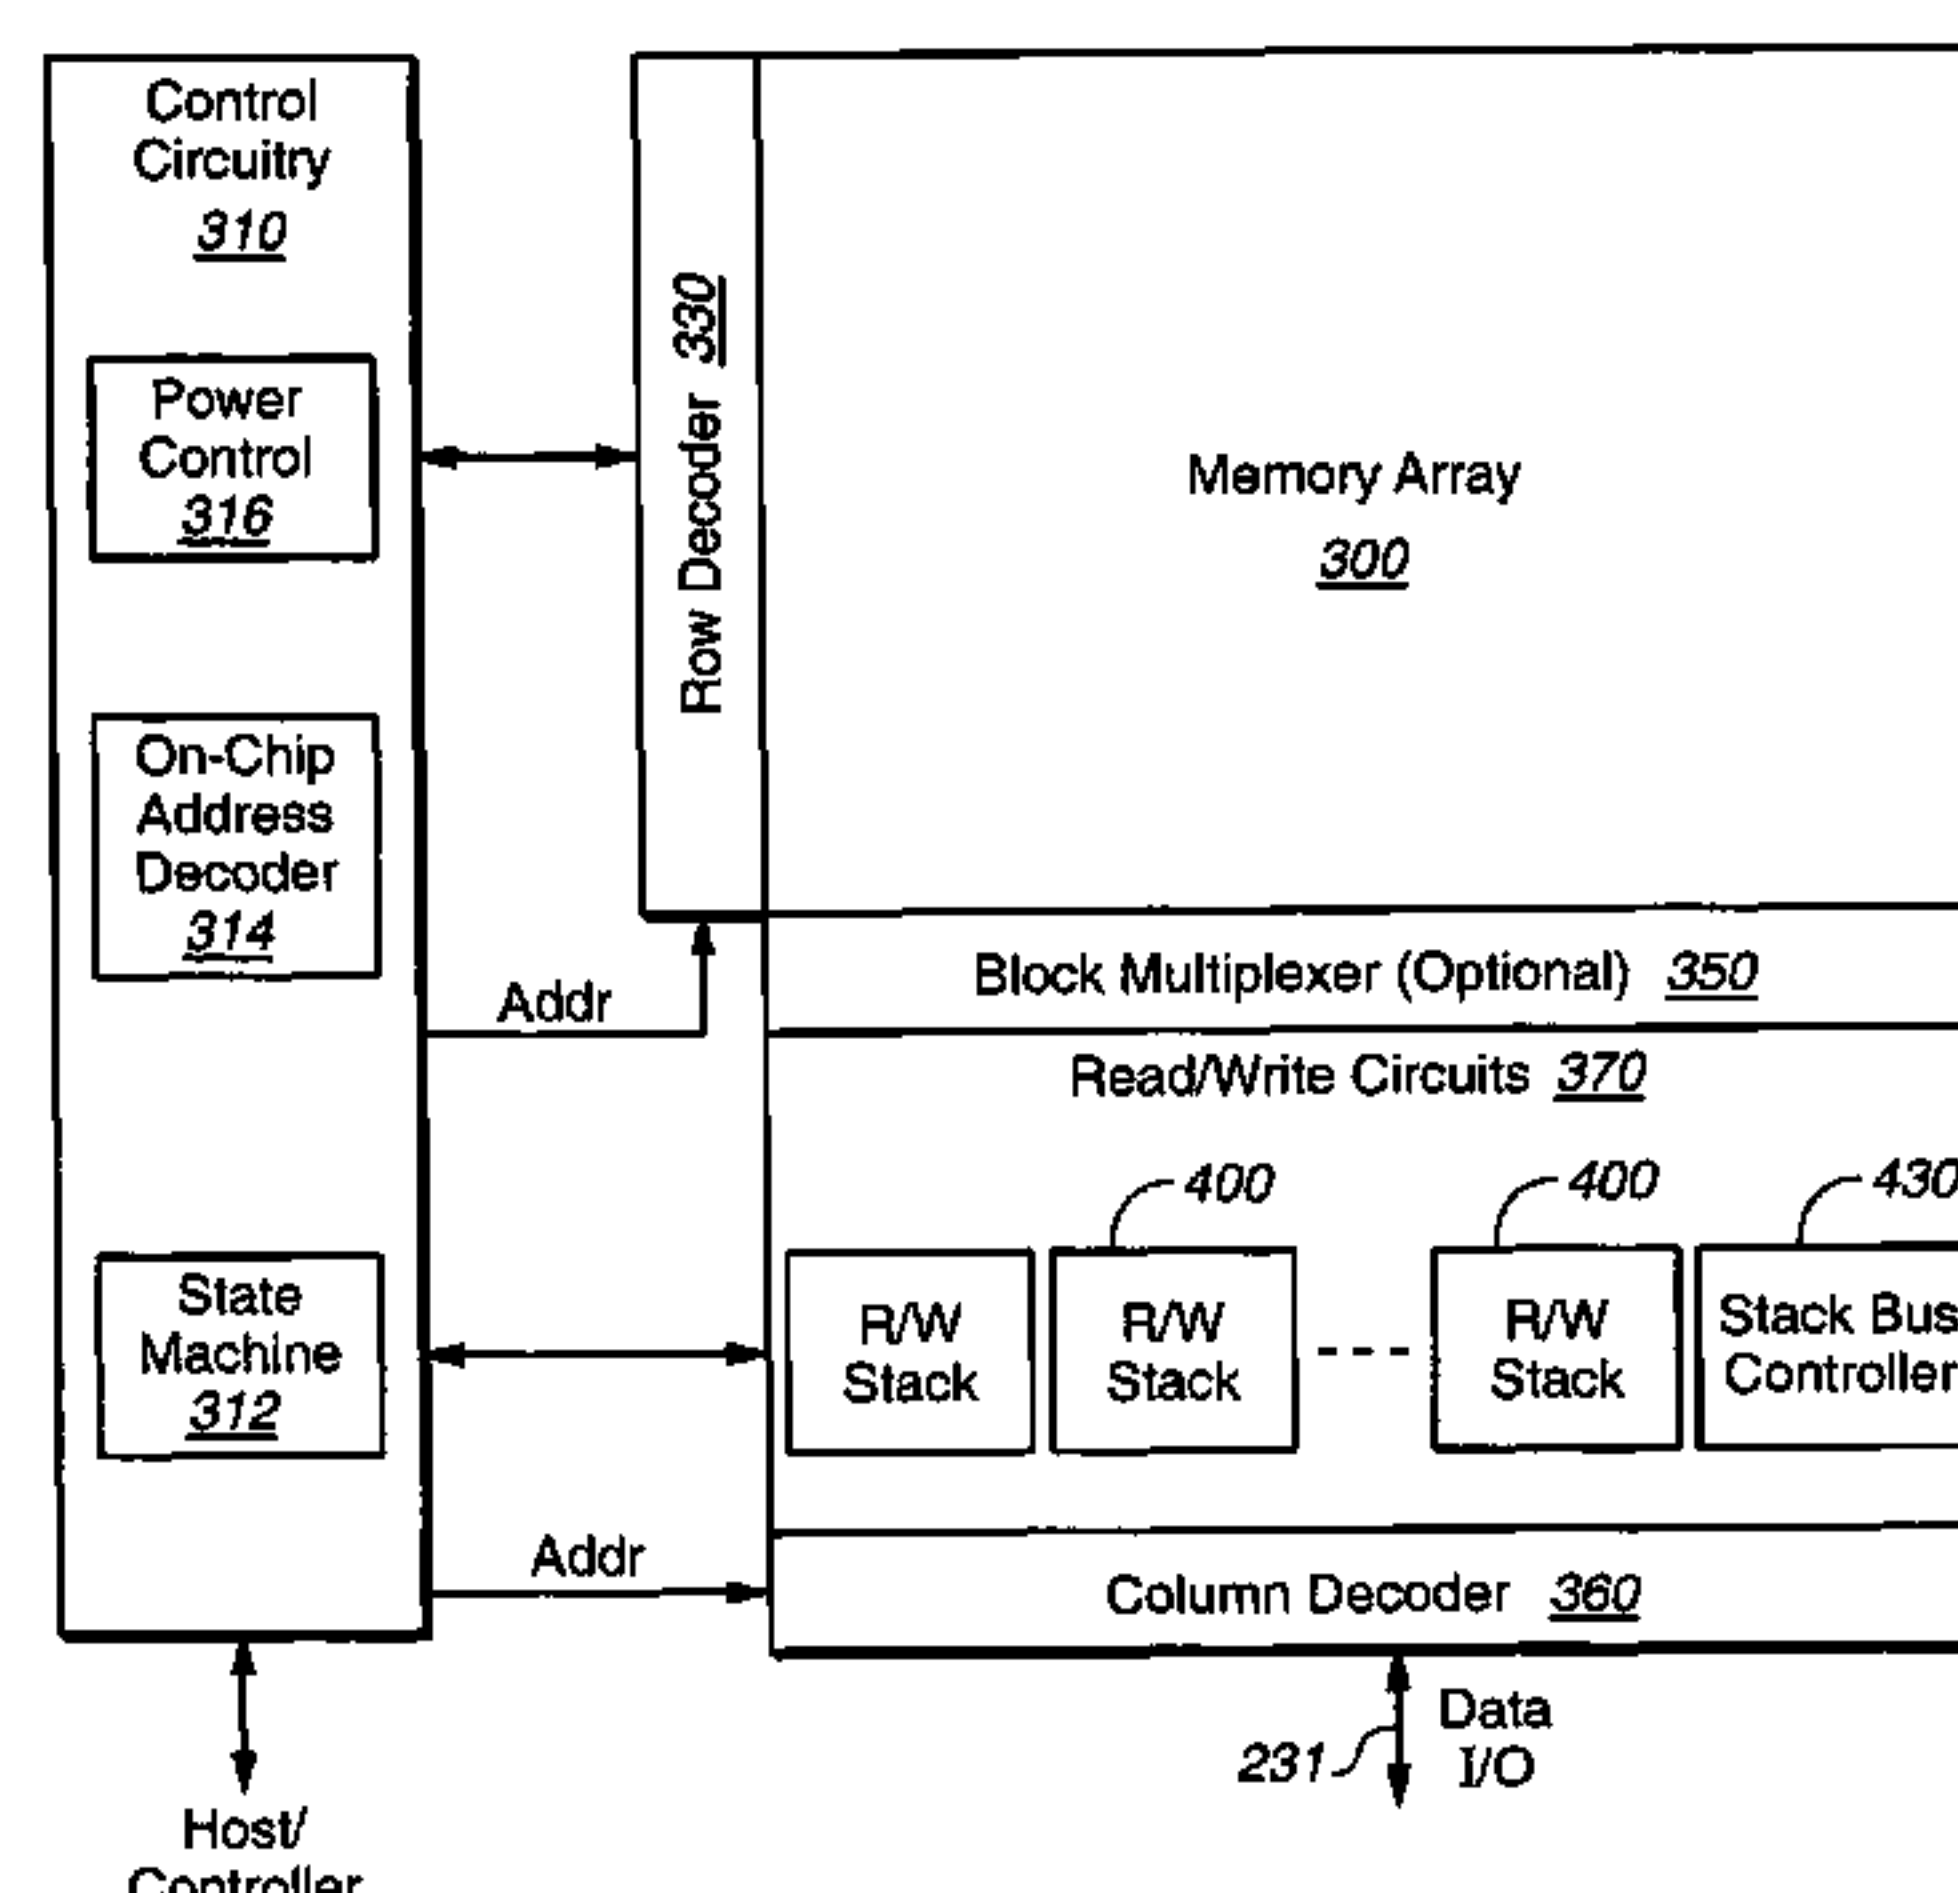 Control
Circuitry
310
Power
Control
316
On-Chip
Address
Decoder
314
State
Machine
312
Host/
Controller
Addr
Addr
Row Decoder 330
Memory Array
300
Block Multiplexer (Optional) 350
Read/Write Circuits 370
400
400
430
R/W
Stack
R/W
Stack
R/W
Stack
Stack Bus
Controller
Column Decoder 360
231
Data
I/O